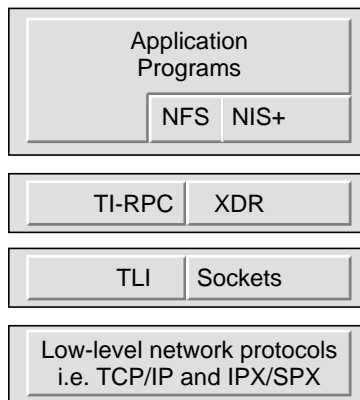 Application
Programs
NFS NIS+
TI-RPC XDR
TLI Sockets
Low-level network protocols
i.e. TCP/IP and IPX/SPX